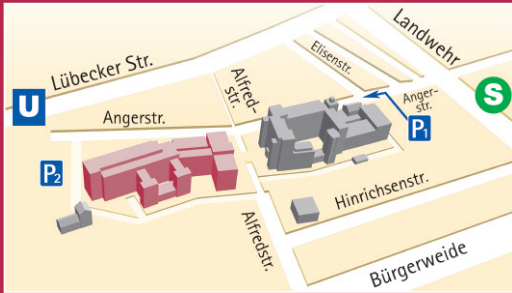 Lübecker Str.
Landwehr
Elisenstr.
Alfred-
str.
Anger-
str.
U
S
Angerstr.
P1
P2
Hinrichsenstr.
Alfredstr.
Bürgerweide